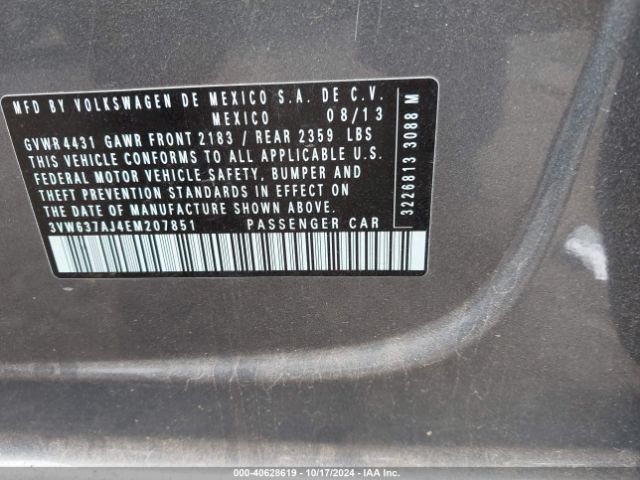 MFD BY VOLKSWAGEN DE MEXICO S.A. DE C.V.
MEXICO 08/13
GVWR 4431 GAWR FRONT 2183 / REAR 2359 LBS
THIS VEHICLE CONFORMS TO ALL APPLICABLE U.S.
FEDERAL MOTOR VEHICLE SAFETY, BUMPER AND
THEFT PREVENTION STANDARDS IN EFFECT ON
THE DATE OF MANUFACTURE SHOWN ABOVE.
3VW637AJ4EM207851 PASSENGER CAR
3226813 3088 M
000-40628619 - 10/17/2024 - IAA Inc.